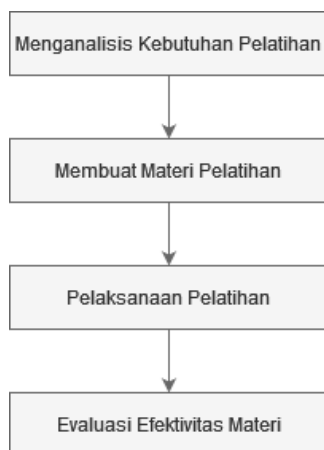 Menganalisis Kebutuhan Pelatihan
Membuat Materi Pelatihan
Pelaksanaan Pelatihan
Evaluasi Efektivitas Materi